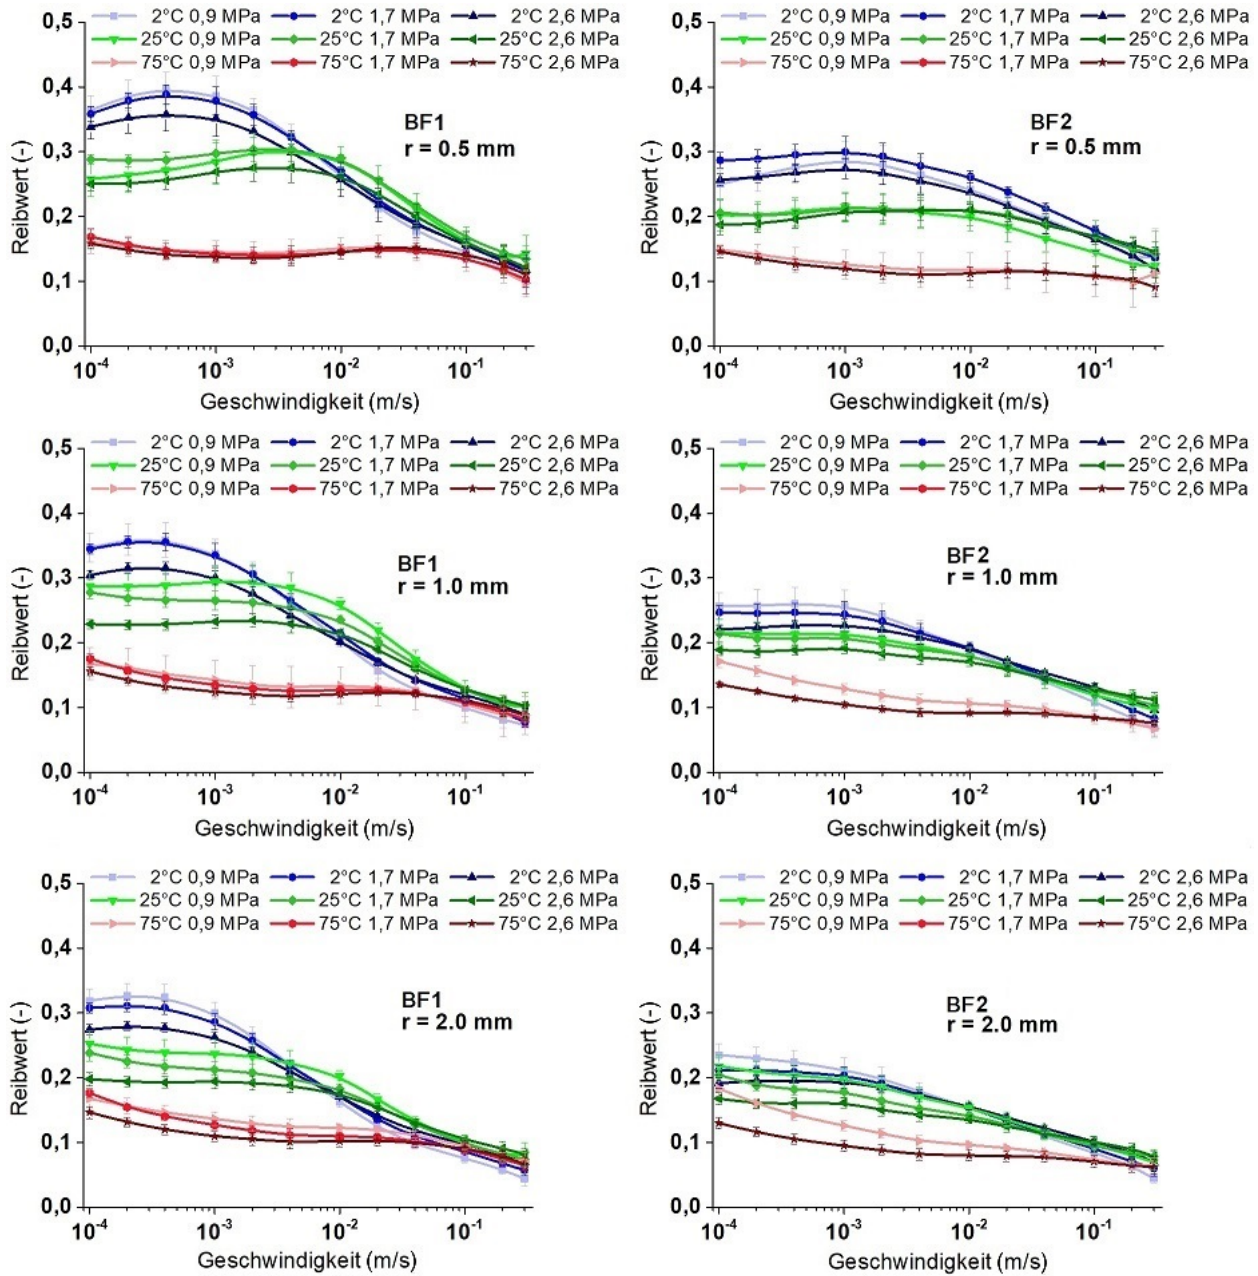 0,5
0,4
0,3
0,2
0,1
0,0
Reibwert (-)
2°C 0,9 MPa 2°C 1,7 MPa 2°C 2,6 MPa
25°C 0,9 MPa 25°C 1,7 MPa 25°C 2,6 MPa
75°C 0,9 MPa 75°C 1,7 MPa 75°C 2,6 MPa
BF1
r = 0.5 mm
10-4 10-3 10-2 10-1
Geschwindigkeit (m/s)
0,5
0,4
0,3
0,2
0,1
0,0
Reibwert (-)
2°C 0,9 MPa 2°C 1,7 MPa 2°C 2,6 MPa
25°C 0,9 MPa 25°C 1,7 MPa 25°C 2,6 MPa
75°C 0,9 MPa 75°C 1,7 MPa 75°C 2,6 MPa
BF2
r = 0.5 mm
10-4 10-3 10-2 10-1
Geschwindigkeit (m/s)
0,5
0,4
0,3
0,2
0,1
0,0
Reibwert (-)
2°C 0,9 MPa 2°C 1,7 MPa 2°C 2,6 MPa
25°C 0,9 MPa 25°C 1,7 MPa 25°C 2,6 MPa
75°C 0,9 MPa 75°C 1,7 MPa 75°C 2,6 MPa
BF1
r = 1.0 mm
10-4 10-3 10-2 10-1
Geschwindigkeit (m/s)
0,5
0,4
0,3
0,2
0,1
0,0
Reibwert (-)
2°C 0,9 MPa 2°C 1,7 MPa 2°C 2,6 MPa
25°C 0,9 MPa 25°C 1,7 MPa 25°C 2,6 MPa
75°C 0,9 MPa 75°C 1,7 MPa 75°C 2,6 MPa
BF2
r = 1.0 mm
10-4 10-3 10-2 10-1
Geschwindigkeit (m/s)
0,5
0,4
0,3
0,2
0,1
0,0
Reibwert (-)
2°C 0,9 MPa 2°C 1,7 MPa 2°C 2,6 MPa
25°C 0,9 MPa 25°C 1,7 MPa 25°C 2,6 MPa
75°C 0,9 MPa 75°C 1,7 MPa 75°C 2,6 MPa
BF1
r = 2.0 mm
10-4 10-3 10-2 10-1
Geschwindigkeit (m/s)
0,5
0,4
0,3
0,2
0,1
0,0
Reibwert (-)
2°C 0,9 MPa 2°C 1,7 MPa 2°C 2,6 MPa
25°C 0,9 MPa 25°C 1,7 MPa 25°C 2,6 MPa
75°C 0,9 MPa 75°C 1,7 MPa 75°C 2,6 MPa
BF2
r = 2.0 mm
10-4 10-3 10-2 10-1
Geschwindigkeit (m/s)